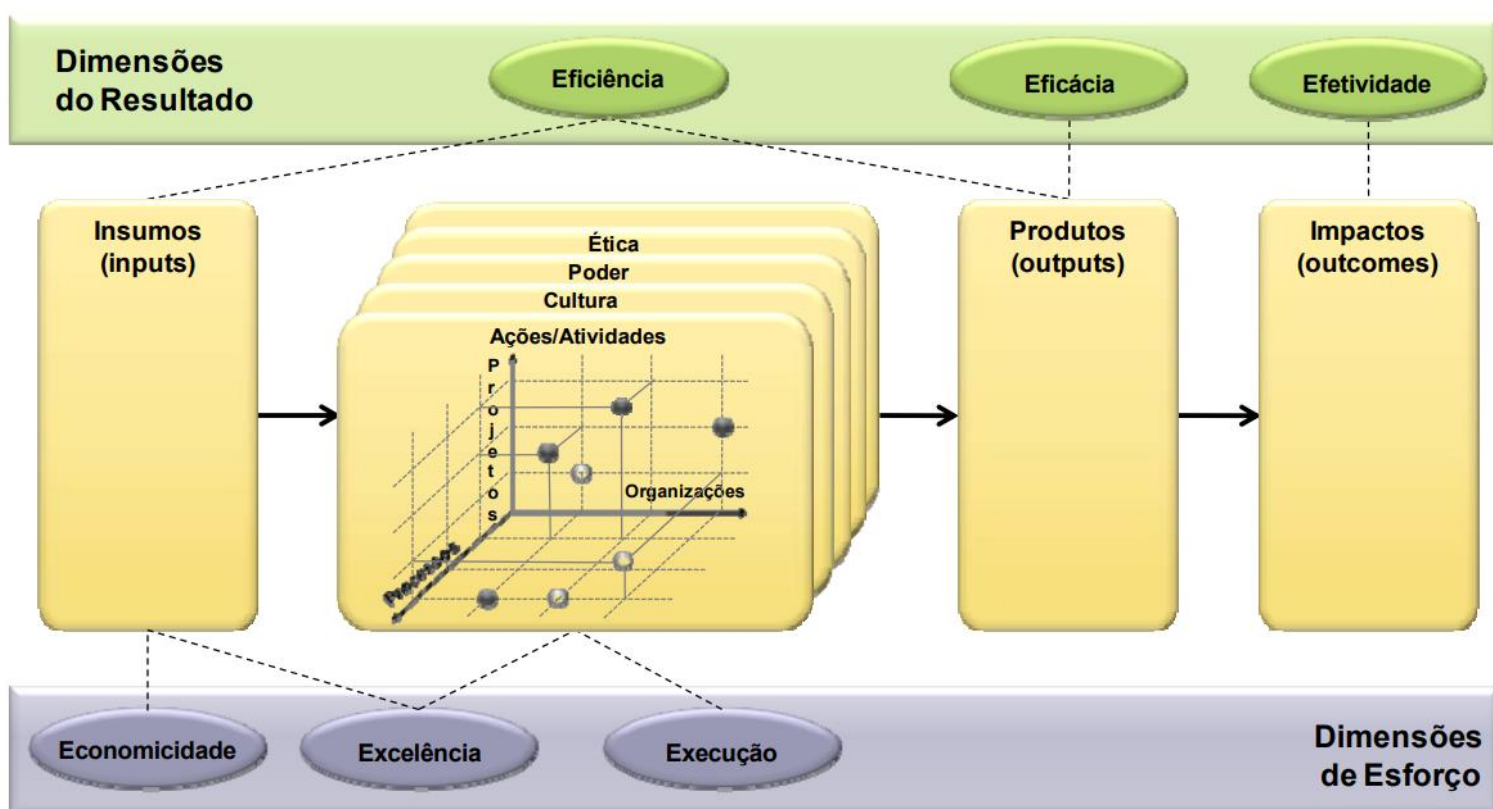 Dimensões
do Resultado
Eficiência
Eficácia
Efetividade
Insumos
(inputs)
Ética
Poder
Cultura
Ações/Atividades
Projetos
Organizações
Processos
Produtos
(outputs)
Impactos
(outcomes)
Economicidade
Excelência
Execução
Dimensões
de Esforço